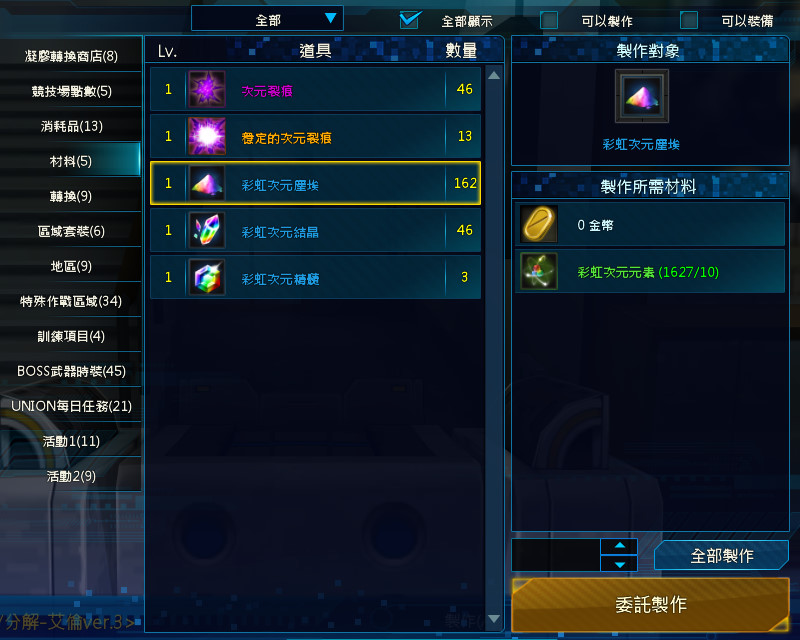 全部
全部顯示
可以製作
可以裝備
凝膠轉換商店(8)
競技場點數(5)
消耗品(13)
材料(5)
轉換(9)
區域套裝(6)
地區(9)
特殊作戰區域(34)
訓練項目(4)
BOSS武器時裝(45)
UNION每日任務(21)
活動1(11)
活動2(9)
Lv. 道具 數量
1 次元裂痕 46
1 穩定的次元裂痕 13
1 彩虹次元塵埃 162
1 彩虹次元結晶 46
1 彩虹次元精髓 3
製作對象
彩虹次元塵埃
製作所需材料
0 金幣
彩虹次元元素 (1627/10)
全部製作
委託製作
/分解-艾倫ver.3>